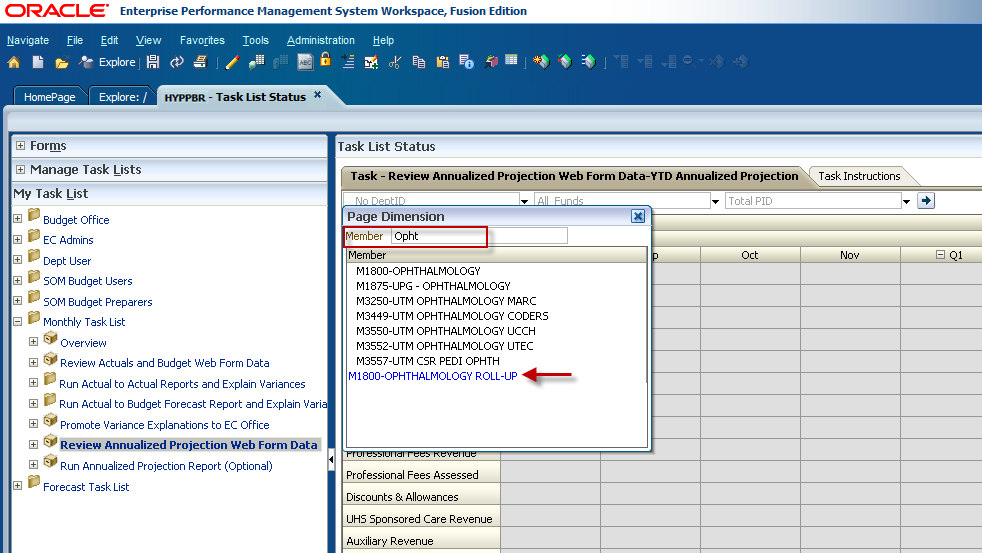 ORACLE® Enterprise Performance Management System Workspace, Fusion Edition
Navigate File Edit View Favorites Tools Administration Help
Explore ABC
HomePage Explore: / HYPPBR - Task List Status
Forms
Manage Task Lists
My Task List
Budget Office
EC Admins
Dept User
SOM Budget Users
SOM Budget Preparers
Monthly Task List
Overview
Review Actuals and Budget Web Form Data
Run Actual to Actual Reports and Explain Variances
Run Actual to Budget Forecast Report and Explain Varia
Promote Variance Explanations to EC Office
Review Annualized Projection Web Form Data
Run Annualized Projection Report (Optional)
Forecast Task List
Task List Status
Task - Review Annualized Projection Web Form Data-YTD Annualized Projection Task Instructions
No DeptID All_Funds Total PID
Page Dimension
Member Opht
Member
M1800-OPHTHALMOLOGY
M1875-UPG - OPHTHALMOLOGY
M3250-UTM OPHTHALMOLOGY MARC
M3449-UTM OPHTHALMOLOGY CODERS
M3550-UTM OPHTHALMOLOGY UCCH
M3552-UTM OPHTHALMOLOGY UTEC
M3557-UTM CSR PEDI OPHTH
M1800-OPHTHALMOLOGY ROLL-UP
p Oct Nov Q1
Professional Fees Revenue
Professional Fees Assessed
Discounts & Allowances
UHS Sponsored Care Revenue
Auxiliary Revenue